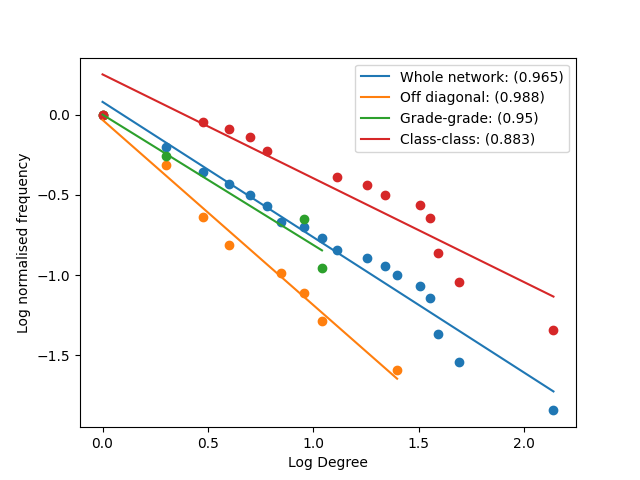 Whole network: (0.965)
Off diagonal: (0.988)
Grade-grade: (0.95)
Class-class: (0.883)
0.0
−0.5
−1.0
−1.5
Log normalised frequency
0.0 0.5 1.0 1.5 2.0
Log Degree